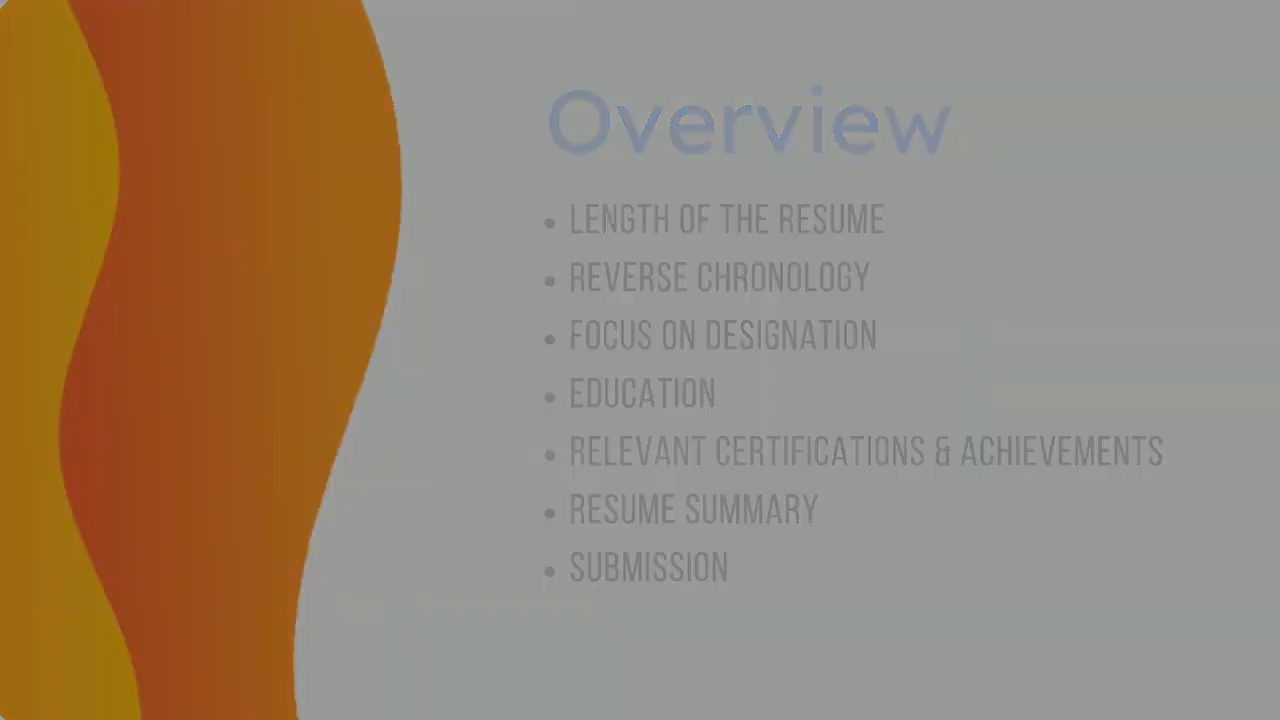 Overview
• LENGTH OF THE RESUME
• REVERSE CHRONOLOGY
• FOCUS ON DESIGNATION
• EDUCATION
• RELEVANT CERTIFICATIONS & ACHIEVEMENTS
• RESUME SUMMARY
• SUBMISSION